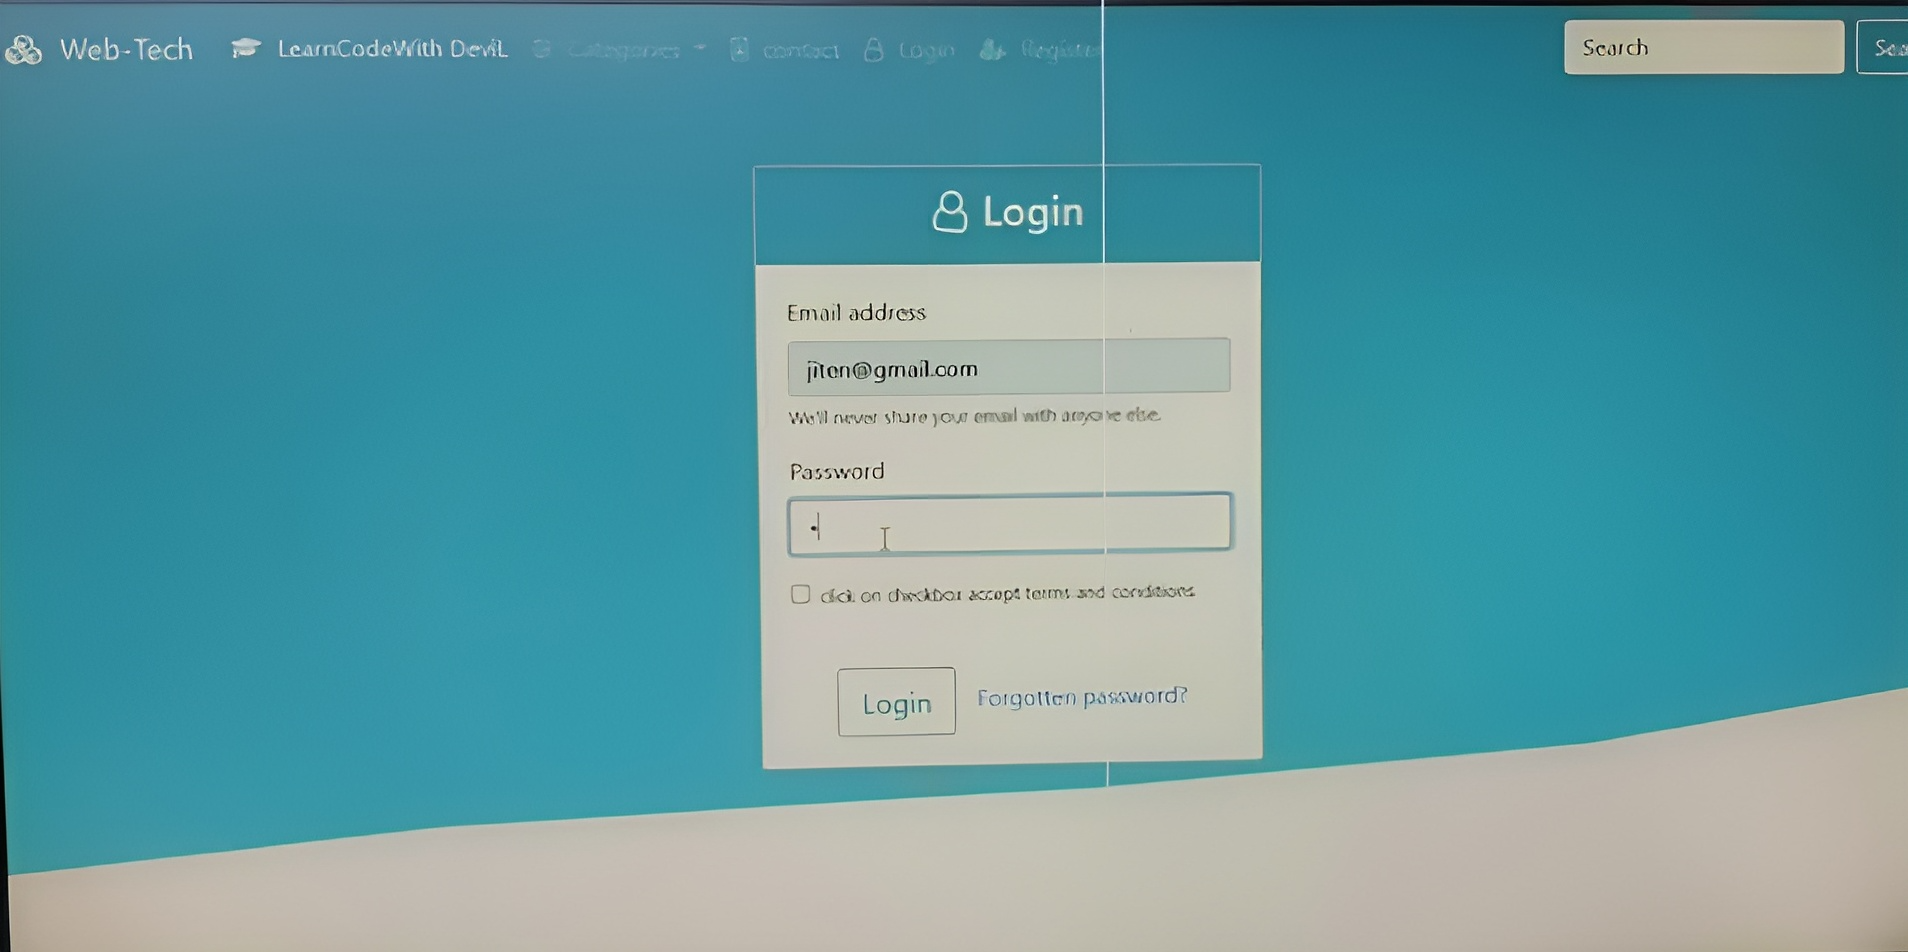 Web-Tech LearnCodeWith Devil Categories contact Login Register Search Sea
Login
Email address
jiten@gmail.com
We'll never share your email with anyone else.
Password
click on checkbox accept terms and conditions
Login Forgotten password?